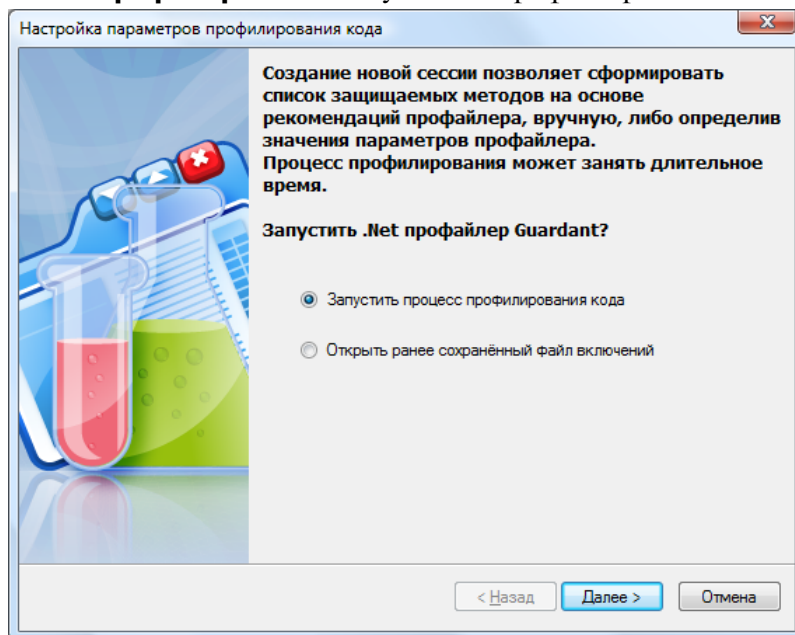 Настройка параметров профилирования кода
Создание новой сессии позволяет сформировать
список защищаемых методов на основе
рекомендаций профайлера, вручную, либо определив
значения параметров профайлера.
Процесс профилирования может занять длительное
время.
Запустить .Net профайлер Guardant?
Запустить процесс профилирования кода
Открыть ранее сохранённый файл включений
< Назад Далее > Отмена